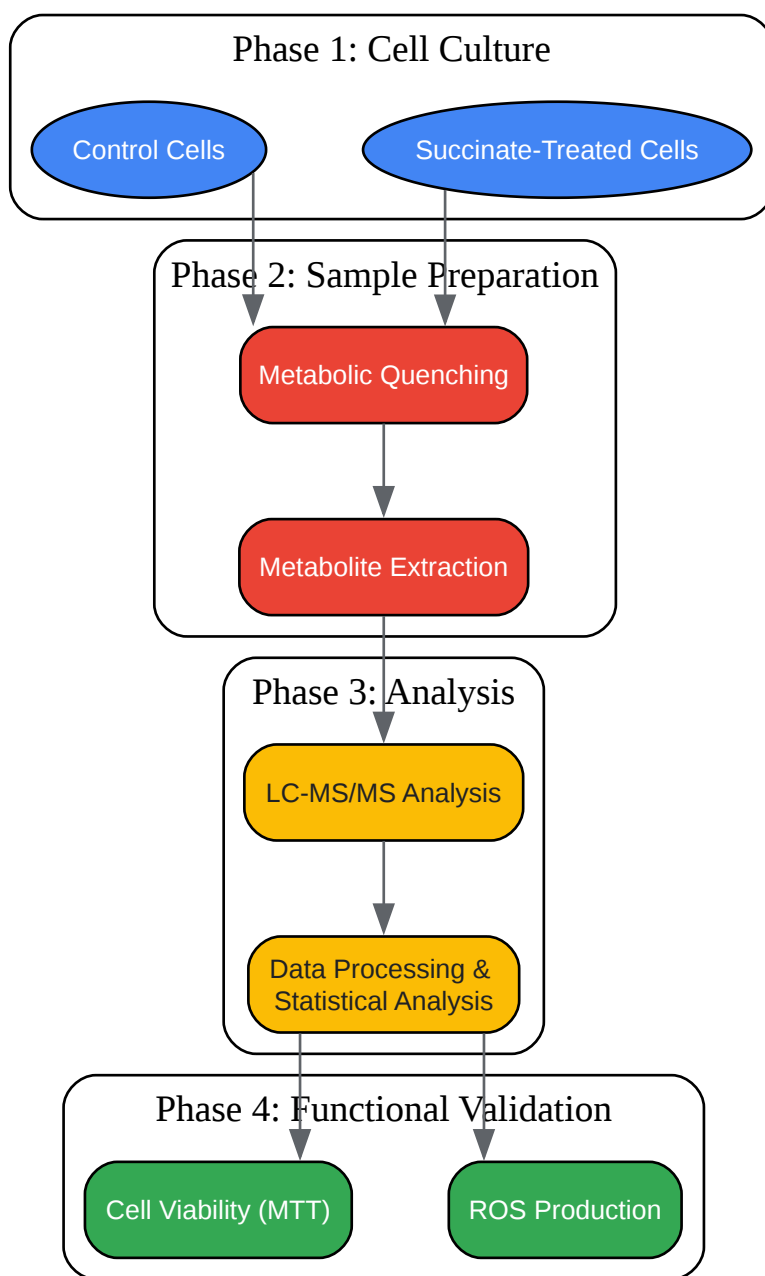 Phase 1: Cell Culture
Control Cells
Succinate-Treated Cells
Phase 2: Sample Preparation
Metabolic Quenching
Metabolite Extraction
Phase 3: Analysis
LC-MS/MS Analysis
Data Processing &
Statistical Analysis
Phase 4: Functional Validation
Cell Viability (MTT)
ROS Production